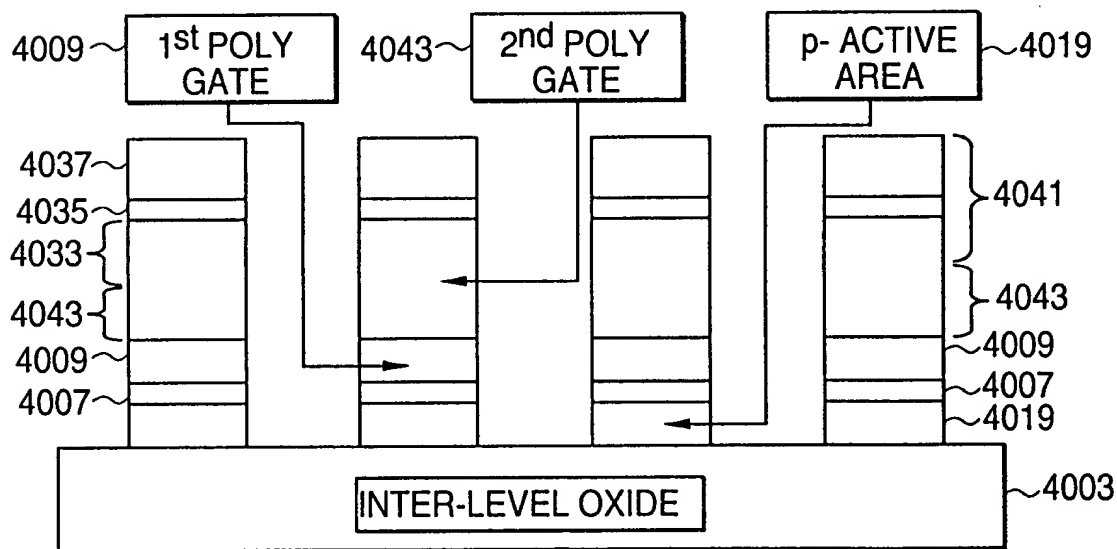 4009
1st POLY
GATE
4043
2nd POLY
GATE
p- ACTIVE
AREA
4019
4037
4035
4033
4043
4009
4007
4041
4043
4009
4007
4019
INTER-LEVEL OXIDE
4003